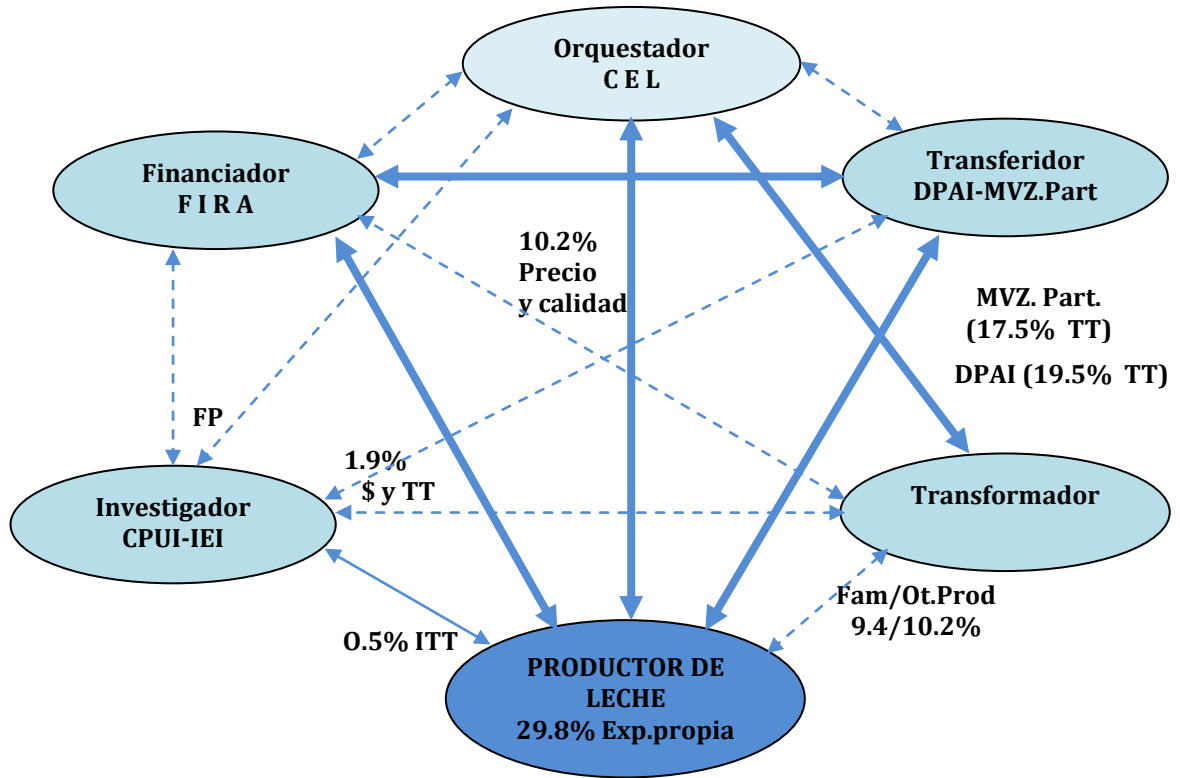 Orquestador
C E L
Financiador
F I R A
Transferidor
DPAI-MVZ.Part
10.2%
Precio
y calidad
MVZ. Part.
(17.5% TT)
DPAI (19.5% TT)
FP
1.9%
$ y TT
Investigador
CPUI-IEI
Transformador
Fam/Ot.Prod
9.4/10.2%
O.5% ITT
PRODUCTOR DE
LECHE
29.8% Exp.propia